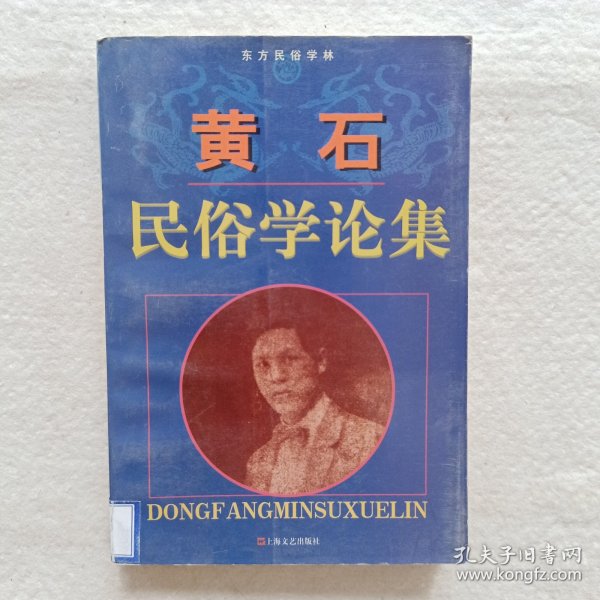 东方民俗学林
黄 石
民俗学论集
DONGFANGMINSUXUELIN
上海文艺出版社
孔夫子旧书网
www.kongfz.com